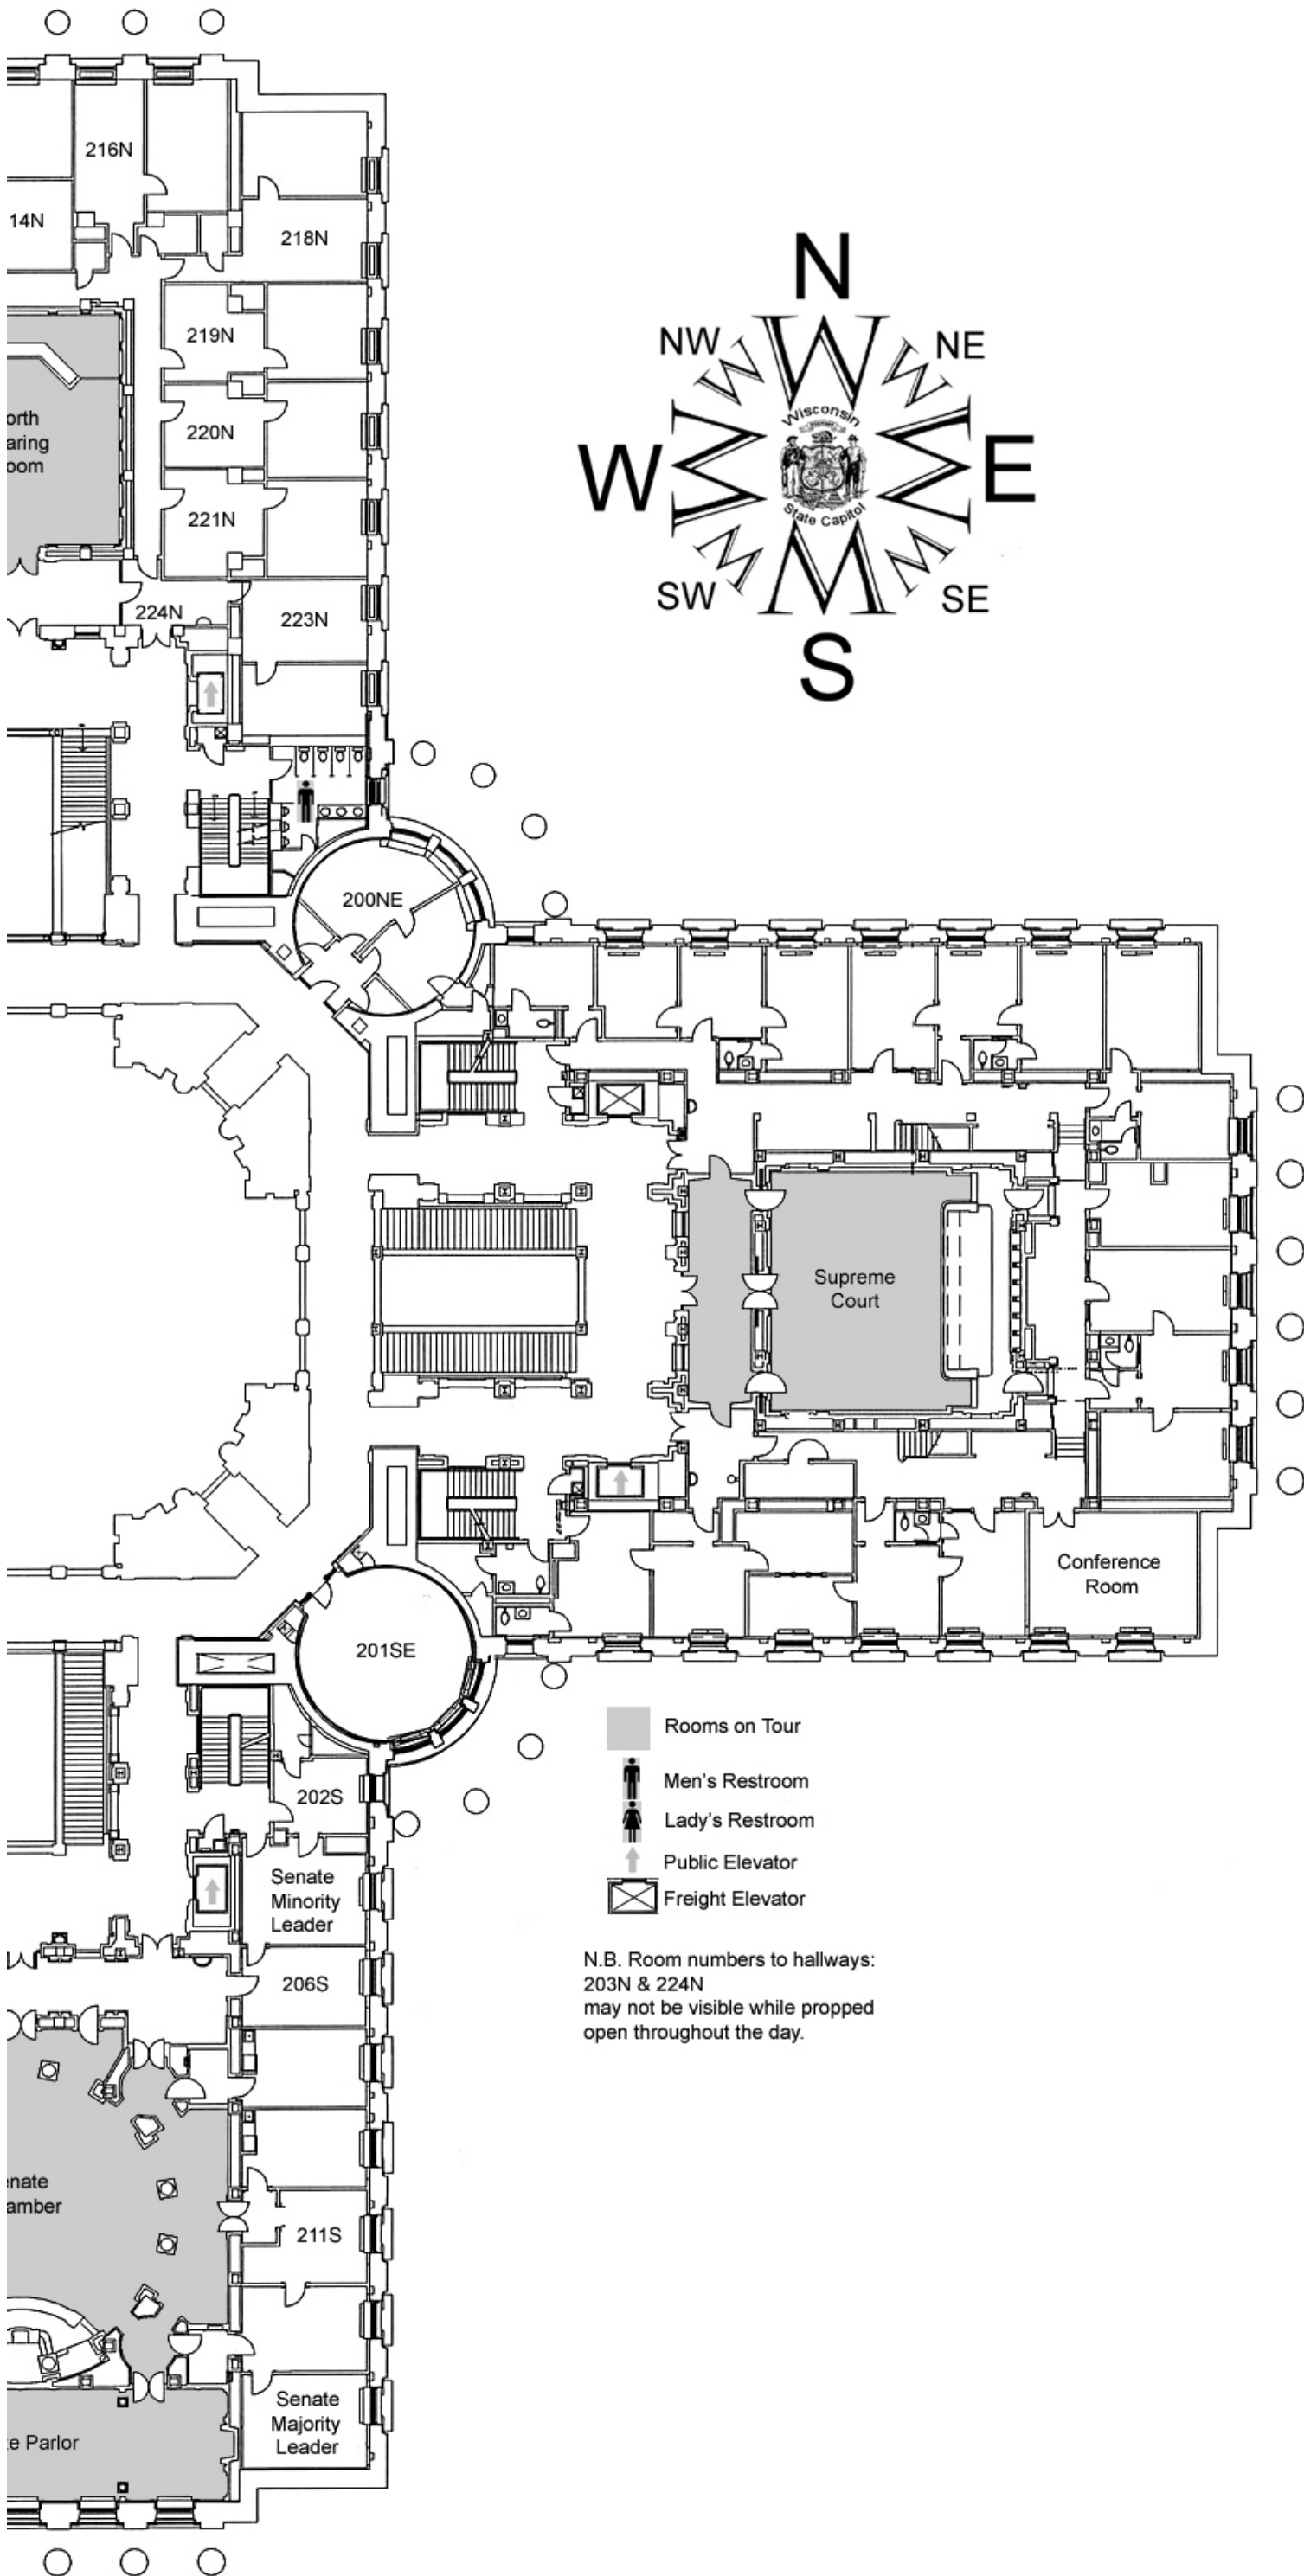 216N
14N
218N
219N
orth
aring
oom
220N
221N
224N
223N
N
NW
NE
Wisconsin
W
E
State Capitol
SW
SE
S
200NE
Supreme
Court
Conference
Room
201SE
Rooms on Tour
Men's Restroom
Lady's Restroom
Public Elevator
Freight Elevator
202S
Senate
Minority
Leader
206S
N.B. Room numbers to hallways:
203N & 224N
may not be visible while propped
open throughout the day.
enate
amber
211S
Senate
Majority
Leader
te Parlor